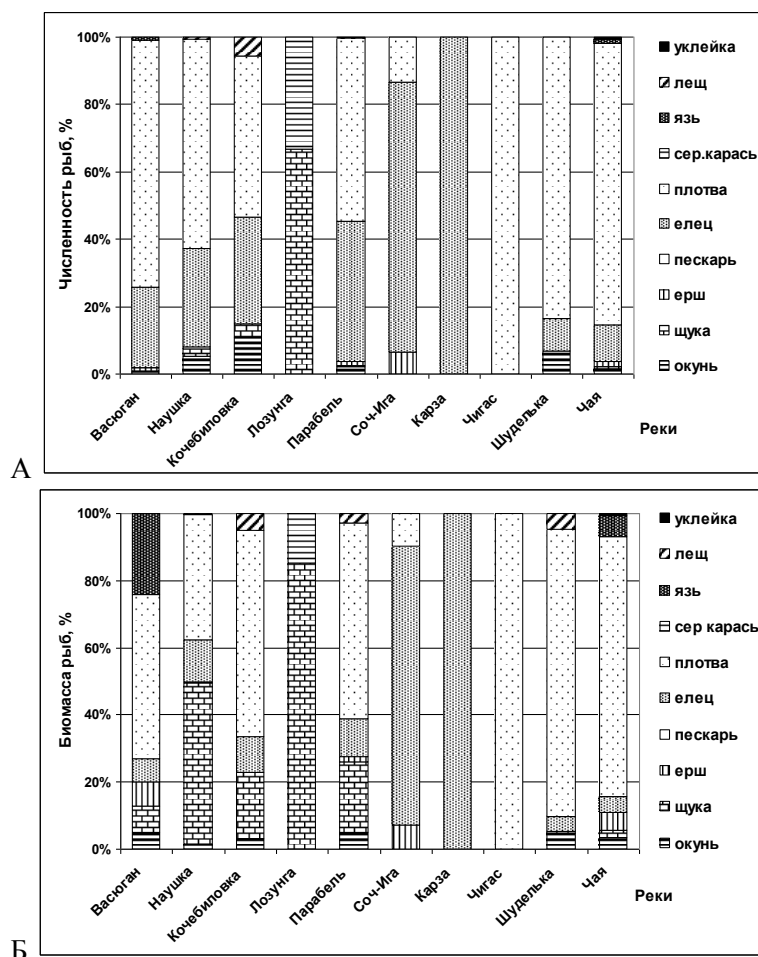 Численность рыб, %
100%
80%
60%
40%
20%
0%
Васюган
Наушка
Кочебиловка
Лозунга
Парабель
Соч-Ига
Карза
Чигас
Шуделька
Чая
Реки
уклейка
лещ
язь
сер.карась
плотва
елец
пескарь
ерш
щука
окунь
А
Биомасса рыб, %
100%
80%
60%
40%
20%
0%
Васюган
Наушка
Кочебиловка
Лозунга
Парабель
Соч-Ига
Карза
Чигас
Шуделька
Чая
Реки
уклейка
лещ
язь
сер карась
плотва
елец
пескарь
ерш
щука
окунь
Б